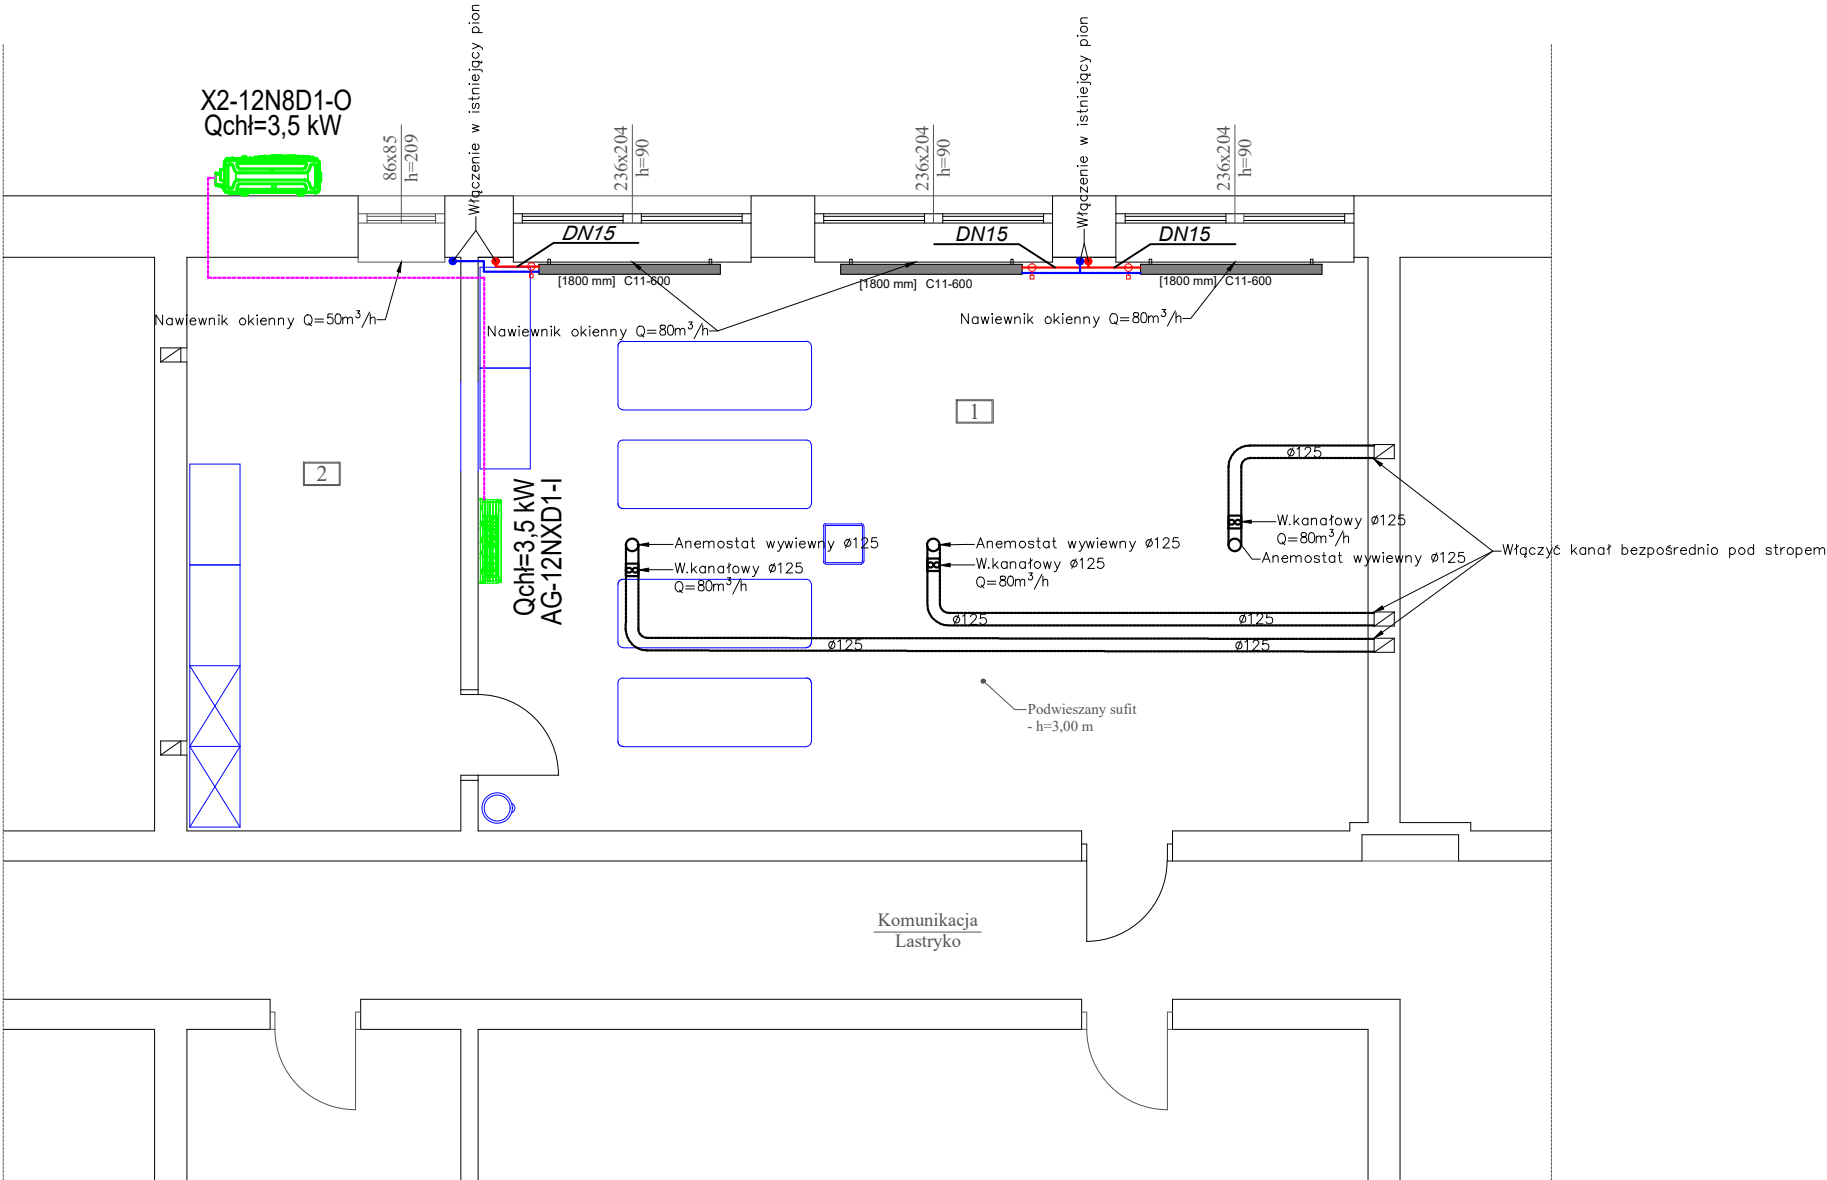 Włączenie w istniejący pion
Włączenie w istniejący pion
X2-12N8D1-O
Qchł=3,5 kW
86x85
h=209
236x204
h=90
236x204
h=90
236x204
h=90
DN15
DN15
DN15
[1800 mm] C11-600
[1800 mm] C11-600
[1800 mm] C11-600
Nawiewnik okienny Q=50m³/h
Nawiewnik okienny Q=80m³/h
Nawiewnik okienny Q=80m³/h
1
2
Qchł=3,5 kW
AG-12NXD1-I
ø125
W.kanałowy ø125
Q=80m³/h
Anemostat wywiewny ø125
Włączyć kanał bezpośrednio pod stropem
Anemostat wywiewny ø125
W.kanałowy ø125
Q=80m³/h
Anemostat wywiewny ø125
W.kanałowy ø125
Q=80m³/h
ø125
ø125
ø125
ø125
Podwieszany sufit
- h=3,00 m
Komunikacja
Lastryko